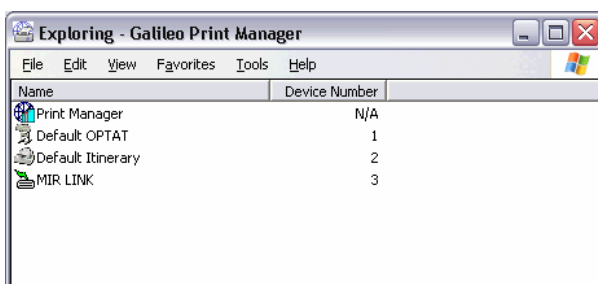 Exploring - Galileo Print Manager
File Edit View Favorites Tools Help
Name Device Number
Print Manager N/A
Default OPTAT 1
Default Itinerary 2
MIR LINK 3